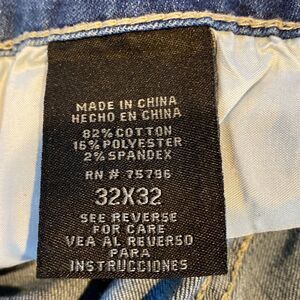 MADE IN CHINA
HECHO EN CHINA
82% COTTON
16% POLYESTER
2% SPANDEX
RN # 75796
32X32
SEE REVERSE
FOR CARE
VEA AL REVERSO
PARA
INSTRUCCIONES